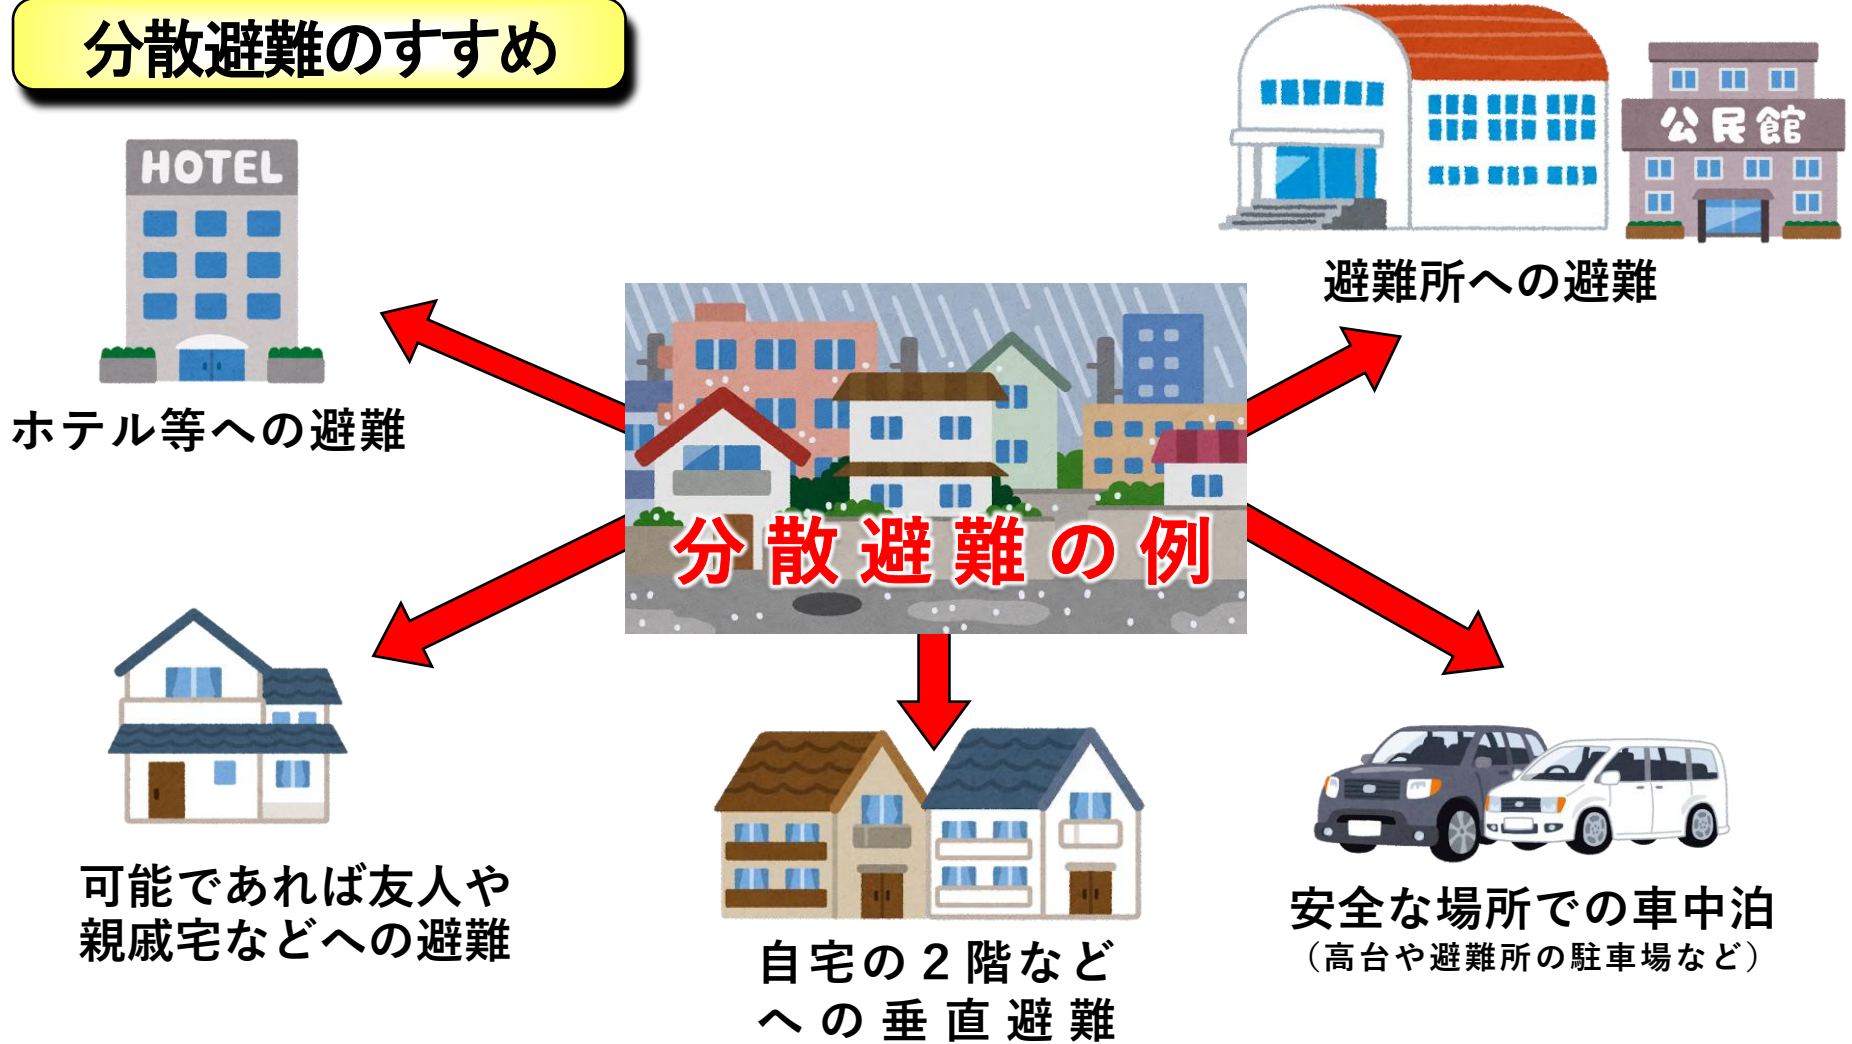 分散避難のすすめ
HOTEL
ホテル等への避難
公民館
避難所への避難
分散避難の例
可能であれば友人や
親戚宅などへの避難
自宅の２階など
への垂直避難
安全な場所での車中泊
（高台や避難所の駐車場など）